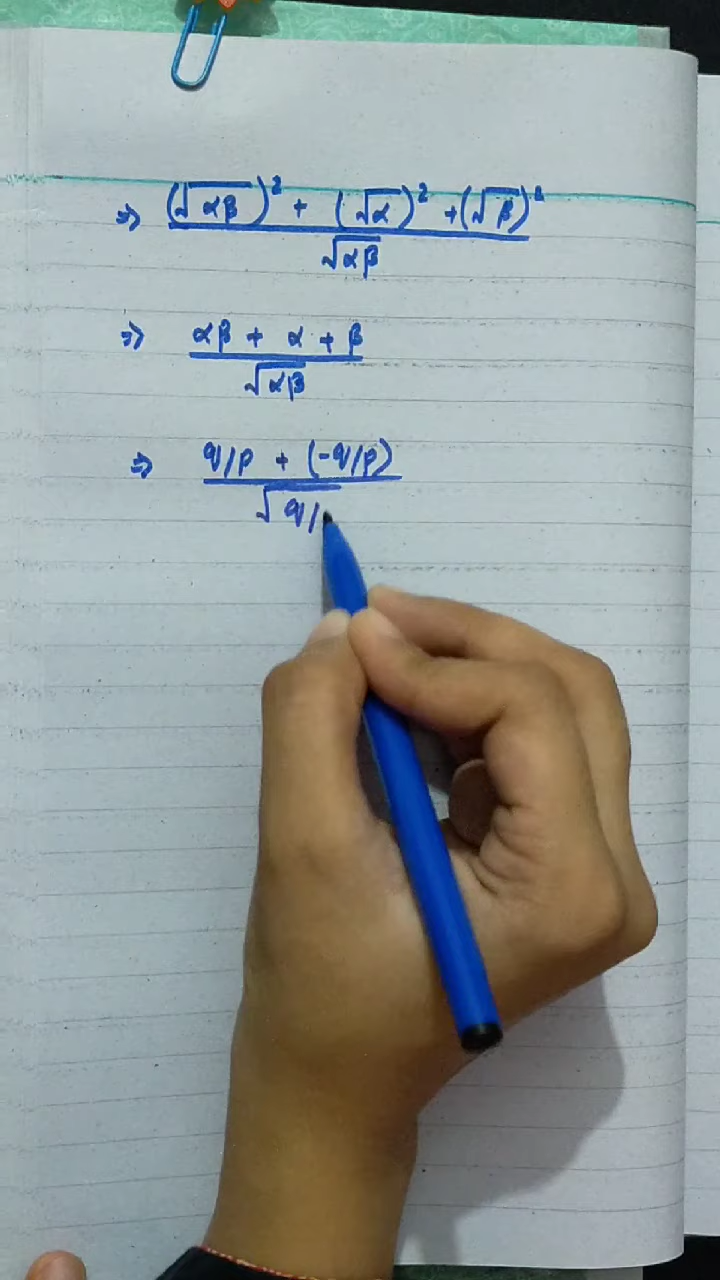 ⇒ (√αβ)² + (√α)² + (√β)² / √αβ
⇒ αβ + α + β / √αβ
⇒ q/p + (-q/p) / √q/